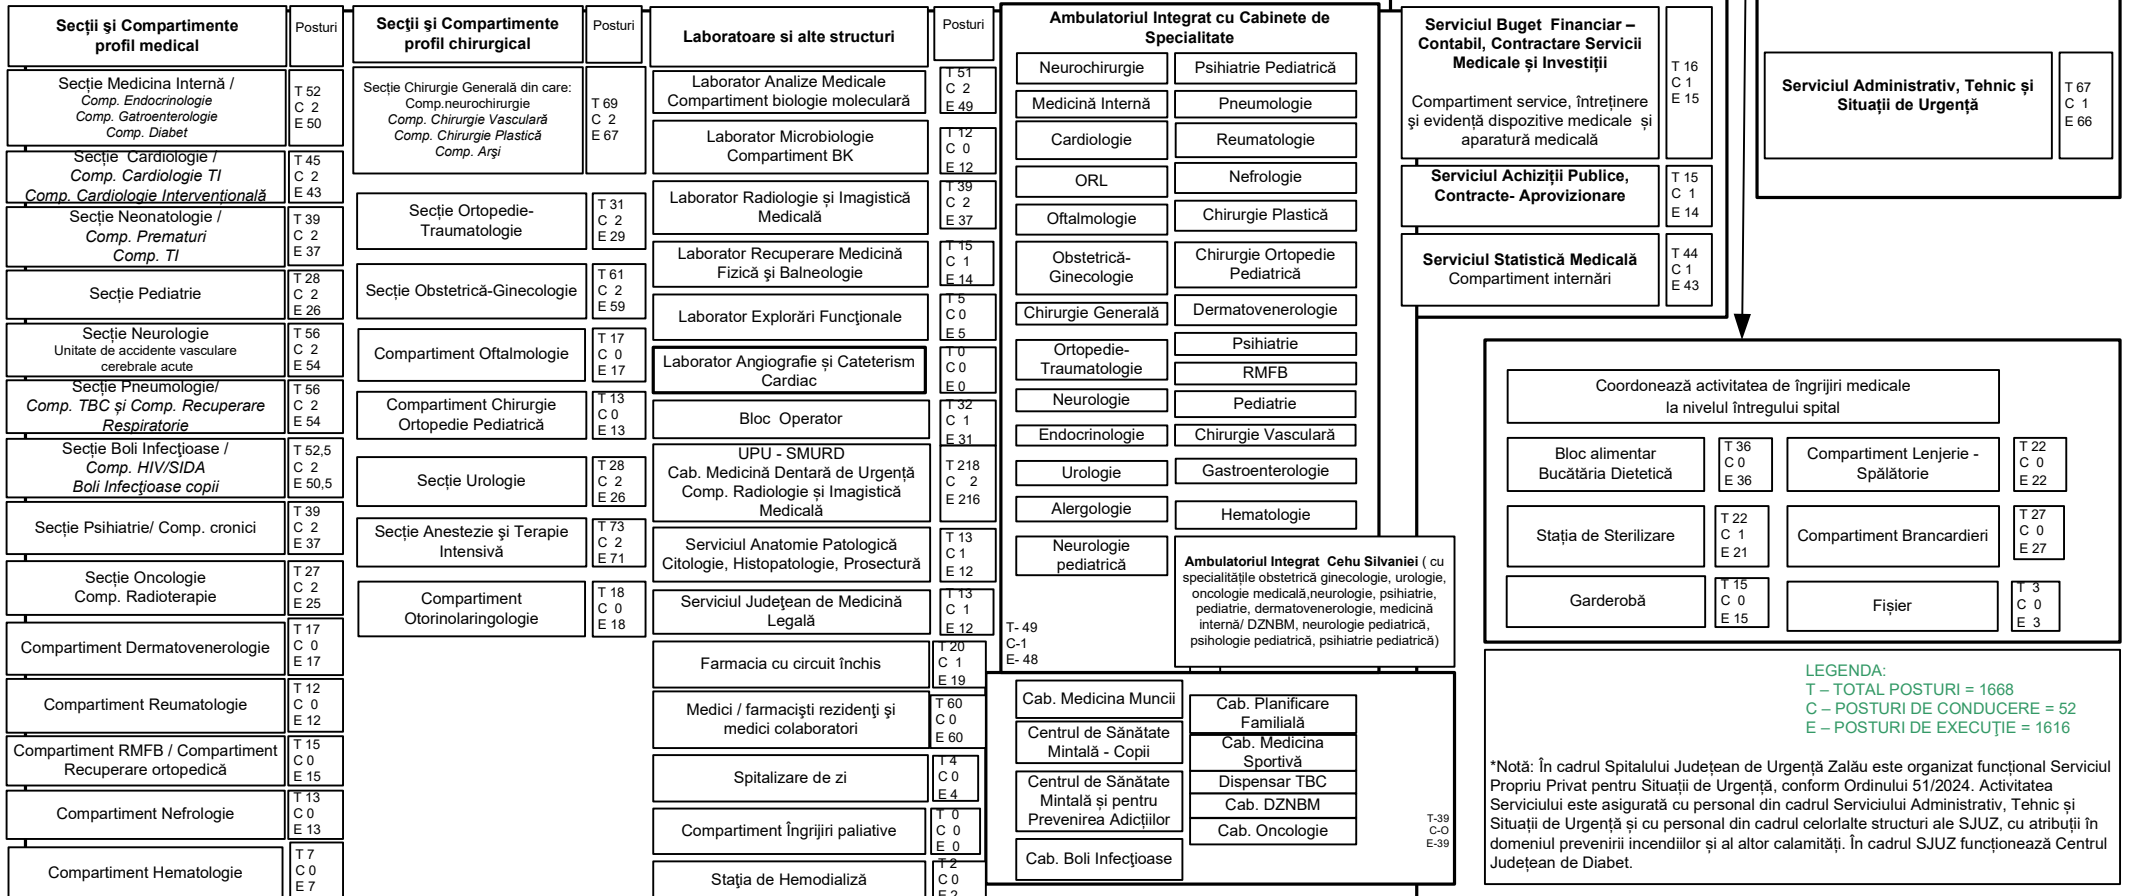 Secții şi Compartimente
profil medical
Posturi
Secție Medicina Internă /
Comp. Endocrinologie
Comp. Gatroenterologie
Comp. Diabet
T 52
C 2
E 50
Secție Cardiologie /
Comp. Cardiologie TI
Comp. Cardiologie Intervențională
T 45
C 2
E 43
Secție Neonatologie /
Comp. Prematuri
Comp. TI
T 39
C 2
E 37
Secție Pediatrie
T 28
C 2
E 26
Secție Neurologie
Unitate de accidente vasculare
cerebrale acute
T 56
C 2
E 54
Secție Pneumologie/
Comp. TBC și Comp. Recuperare
Respiratorie
T 56
C 2
E 54
Secție Boli Infecţioase /
Comp. HIV/SIDA
Boli Infecţioase copii
T 52,5
C 2
E 50,5
Secție Psihiatrie/ Comp. cronici
T 39
C 2
E 37
Secție Oncologie
Comp. Radioterapie
T 27
C 2
E 25
Compartiment Dermatovenerologie
T 17
C 0
E 17
Compartiment Reumatologie
T 12
C 0
E 12
Compartiment RMFB / Compartiment
Recuperare ortopedică
T 15
C 0
E 15
Compartiment Nefrologie
T 13
C 0
E 13
Compartiment Hematologie
T 7
C 0
E 7
Secţii şi Compartimente
profil chirurgical
Posturi
Secție Chirurgie Generală din care:
Comp.neurochirurgie
Comp. Chirurgie Vasculară
Comp. Chirurgie Plastică
Comp. Arşi
T 69
C 2
E 67
Secție Ortopedie-
Traumatologie
T 31
C 2
E 29
Secție Obstetrică-Ginecologie
T 61
C 2
E 59
Compartiment Oftalmologie
T 17
C 0
E 17
Compartiment Chirurgie
Ortopedie Pediatrică
T 13
C 0
E 13
Secție Urologie
T 28
C 2
E 26
Secție Anestezie şi Terapie
Intensivă
T 73
C 2
E 71
Compartiment
Otorinolaringologie
T 18
C 0
E 18
Laboratoare si alte structuri
Posturi
Laborator Analize Medicale
Compartiment biologie moleculară
T 51
C 2
E 49
Laborator Microbiologie
Compartiment BK
T 12
C 0
E 12
Laborator Radiologie și Imagistică
Medicală
T 39
C 2
E 37
Laborator Recuperare Medicină
Fizică şi Balneologie
T 15
C 1
E 14
Laborator Explorări Funcţionale
T 5
C 0
E 5
Laborator Angiografie și Cateterism
Cardiac
T 0
C 0
E 0
Bloc Operator
T 32
C 1
E 31
UPU - SMURD
Cab. Medicină Dentară de Urgență
Comp. Radiologie și Imagistică
Medicală
T 218
C 2
E 216
Serviciul Anatomie Patologică
Citologie, Histopatologie, Prosectură
T 13
C 1
E 12
Serviciul Judeţean de Medicină
Legală
T 13
C 1
E 12
Farmacia cu circuit închis
T 20
C 1
E 19
Medici / farmacişti rezidenţi şi
medici colaboratori
T 60
C 0
E 60
Spitalizare de zi
T 4
C 0
E 4
Compartiment Îngrijiri paliative
T 0
C 0
E 0
Staţia de Hemodializă
T 2
C 0
E 2
Ambulatoriul Integrat cu Cabinete de
Specialitate
Neurochirurgie
Psihiatrie Pediatrică
Medicină Internă
Pneumologie
Cardiologie
Reumatologie
ORL
Nefrologie
Oftalmologie
Chirurgie Plastică
Obstetrică-
Ginecologie
Chirurgie Ortopedie
Pediatrică
Chirurgie Generală
Dermatovenerologie
Ortopedie-
Traumatologie
Psihiatrie
RMFB
Neurologie
Pediatrie
Endocrinologie
Chirurgie Vasculară
Urologie
Gastroenterologie
Alergologie
Hematologie
Neurologie
pediatrică
Ambulatoriul Integrat Cehu Silvaniei ( cu
specialitățile obstetrică ginecologie, urologie,
oncologie medicală,neurologie, psihiatrie,
pediatrie, dermatovenerologie, medicină
internă/ DZNBM, neurologie pediatrică,
psihologie pediatrică, psihiatrie pediatrică)
T- 49
C-1
E- 48
Cab. Medicina Muncii
Cab. Planificare
Familială
Centrul de Sănătate
Mintală - Copii
Cab. Medicina
Sportivă
Centrul de Sănătate
Mintală și pentru
Prevenirea Adicțiilor
Dispensar TBC
Cab. DZNBM
Cab. Oncologie
Cab. Boli Infecţioase
T-39
C-O
E-39
Serviciul Buget Financiar –
Contabil, Contractare Servicii
Medicale și Investiții
Compartiment service, întreținere
şi evidență dispozitive medicale și
aparatură medicală
T 16
C 1
E 15
Serviciul Achiziții Publice,
Contracte- Aprovizionare
T 15
C 1
E 14
Serviciul Statistică Medicală
Compartiment internări
T 44
C 1
E 43
Serviciul Administrativ, Tehnic și
Situații de Urgență
T 67
C 1
E 66
Coordonează activitatea de îngrijiri medicale
la nivelul întregului spital
Bloc alimentar
Bucătăria Dietetică
T 36
C 0
E 36
Compartiment Lenjerie -
Spălătorie
T 22
C 0
E 22
Stația de Sterilizare
T 22
C 1
E 21
Compartiment Brancardieri
T 27
C 0
E 27
Garderobă
T 15
C 0
E 15
Fișier
T 3
C 0
E 3
LEGENDA:
T – TOTAL POSTURI = 1668
C – POSTURI DE CONDUCERE = 52
E – POSTURI DE EXECUŢIE = 1616
*Notă: În cadrul Spitalului Județean de Urgență Zalău este organizat funcțional Serviciul
Propriu Privat pentru Situații de Urgență, conform Ordinului 51/2024. Activitatea
Serviciului este asigurată cu personal din cadrul Serviciului Administrativ, Tehnic și
Situații de Urgență și cu personal din cadrul celorlalte structuri ale SJUZ, cu atribuții în
domeniul prevenirii incendiilor și al altor calamități. În cadrul SJUZ funcționează Centrul
Județean de Diabet.